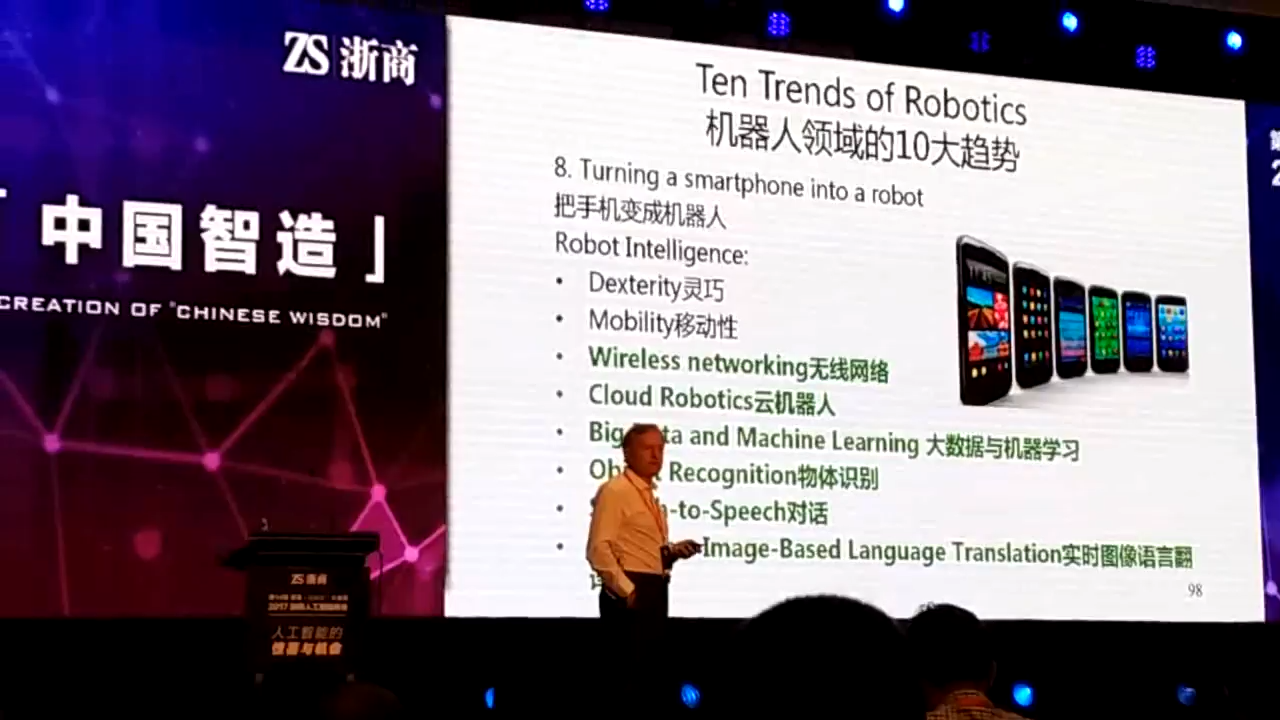 ZS 浙商
「中国智造」
CREATION OF "CHINESE WISDOM"
Ten Trends of Robotics
机器人领域的10大趋势
8. Turning a smartphone into a robot
把手机变成机器人
Robot Intelligence:
• Dexterity灵巧
• Mobility移动性
• Wireless networking无线网络
• Cloud Robotics云机器人
• Big ta and Machine Learning 大数据与机器学习
• Ob Recognition物体识别
• -to-Speech对话
• Image-Based Language Translation实时图像语言翻
98
ZS 浙商
人工智能的